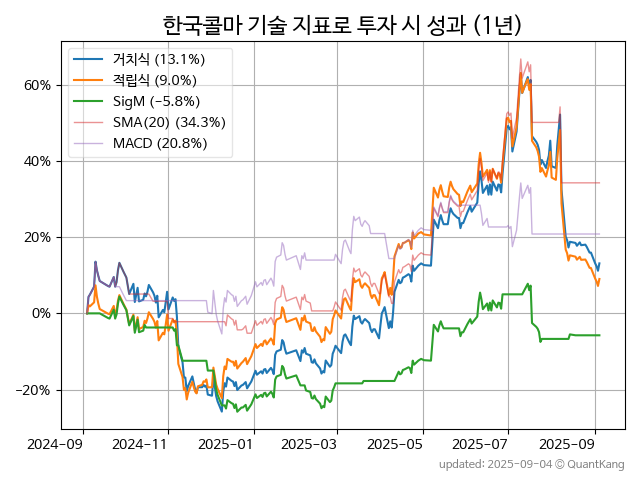 한국콜마 기술 지표로 투자 시 성과 (1년)
거치식 (13.1%)
적립식 (9.0%)
SigM (−5.8%)
SMA(20) (34.3%)
MACD (20.8%)
60%
40%
20%
0%
−20%
2024-09 2024-11 2025-01 2025-03 2025-05 2025-07 2025-09
updated: 2025-09-04 ⓒ QuantKang